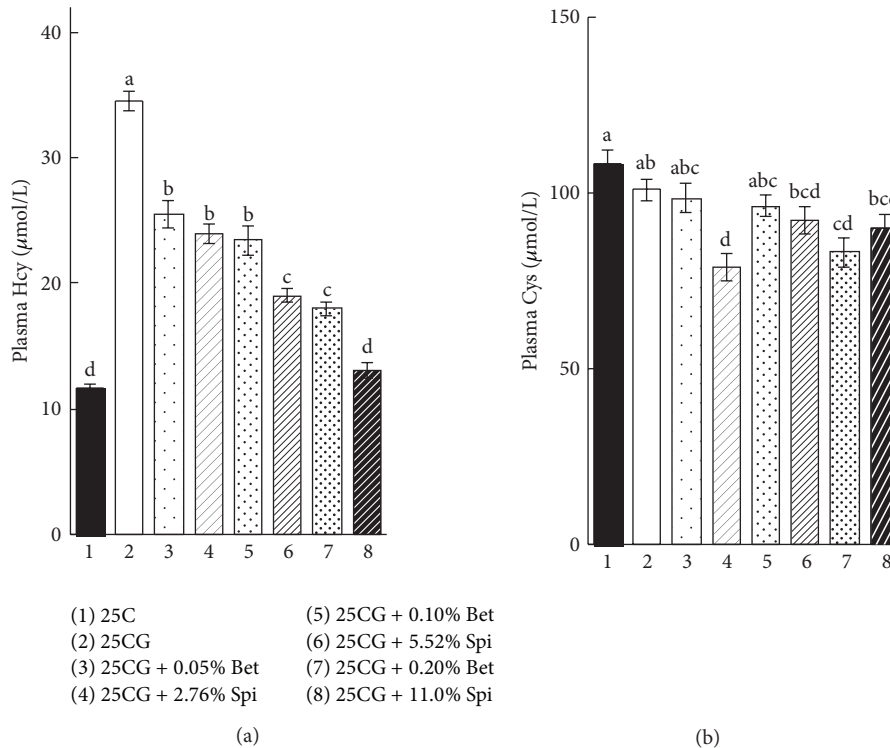 40
30
20
10
0
Plasma Hcy (μmol/L)
a
b
b
b
c
c
d
d
1 2 3 4 5 6 7 8
150
100
50
0
Plasma Cys (μmol/L)
a
ab
abc
d
abc
bcd
cd
bcd
1 2 3 4 5 6 7 8
(1) 25C
(2) 25CG
(3) 25CG + 0.05% Bet
(4) 25CG + 2.76% Spi
(5) 25CG + 0.10% Bet
(6) 25CG + 5.52% Spi
(7) 25CG + 0.20% Bet
(8) 25CG + 11.0% Spi
(a)
(b)